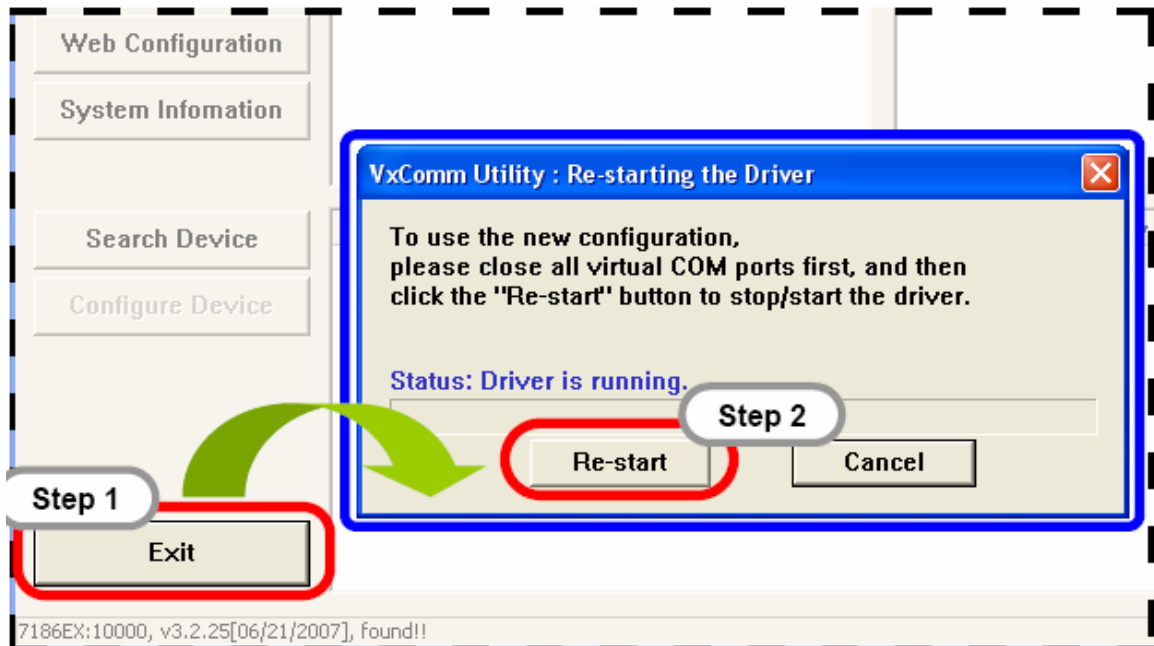 Web Configuration
System Infomation
Search Device
Configure Device
Step 1
Exit
VxComm Utility : Re-starting the Driver
To use the new configuration,
please close all virtual COM ports first, and then
click the "Re-start" button to stop/start the driver.
Status: Driver is running.
Step 2
Re-start
Cancel
7186EX:10000, v3.2.25[06/21/2007], found!!